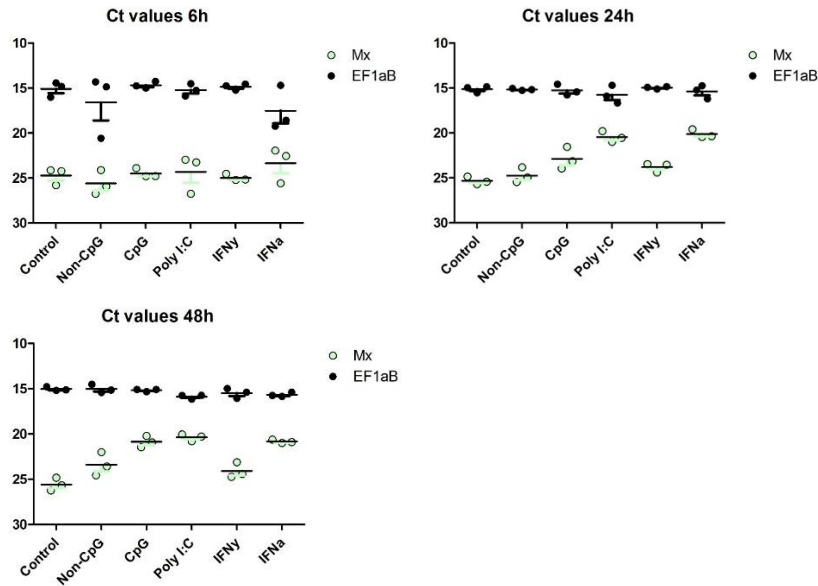 Ct values 6h
10
15
20
25
30
Control
Non-CpG
CpG
Poly I:C
IFNy
IFNa
Mx
EF1aB
Ct values 24h
10
15
20
25
30
Control
Non-CpG
CpG
Poly I:C
IFNy
IFNa
Mx
EF1aB
Ct values 48h
10
15
20
25
30
Control
Non-CpG
CpG
Poly I:C
IFNy
IFNa
Mx
EF1aB